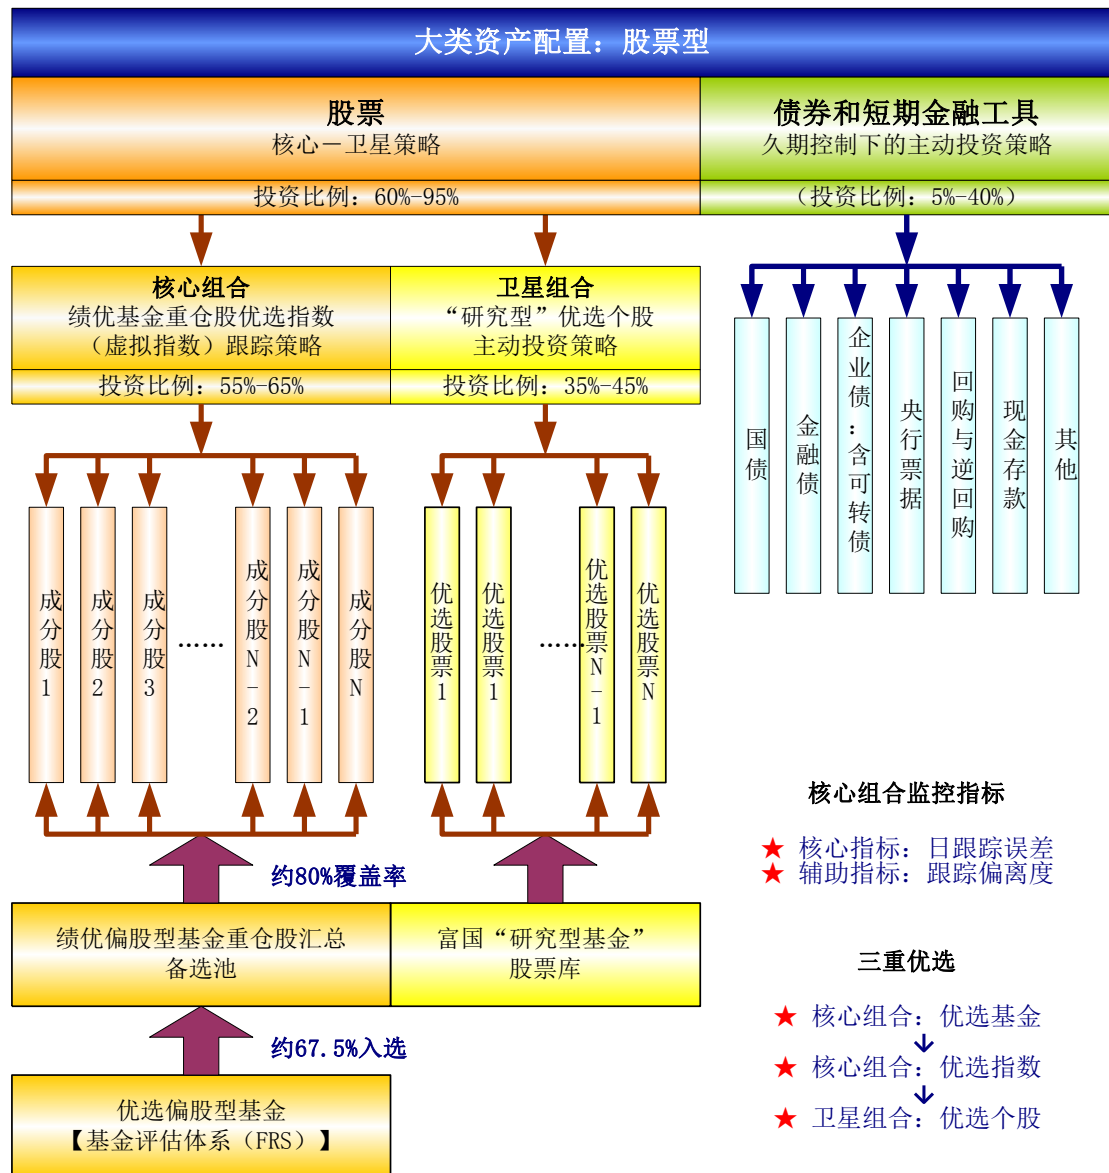 大类资产配置：股票型
股票
核心－卫星策略
投资比例：60%-95%
债券和短期金融工具
久期控制下的主动投资策略
（投资比例：5%-40%）
核心组合
绩优基金重仓股优选指数
（虚拟指数）跟踪策略
投资比例：55%-65%
卫星组合
“研究型”优选个股
主动投资策略
投资比例：35%-45%
国债
金融债
企业债：含可转债
央行票据
回购与逆回购
现金存款
其他
成分股1
成分股2
成分股3
……
成分股N-2
成分股N-1
成分股N
优选股票1
优选股票1
……
优选股票N-1
优选股票N
约80%覆盖率
绩优偏股型基金重仓股汇总
备选池
富国“研究型基金”
股票库
约67.5%入选
优选偏股型基金
【基金评估体系（FRS）】
核心组合监控指标
★ 核心指标：日跟踪误差
★ 辅助指标：跟踪偏离度
三重优选
★ 核心组合：优选基金
★ 核心组合：优选指数
★ 卫星组合：优选个股